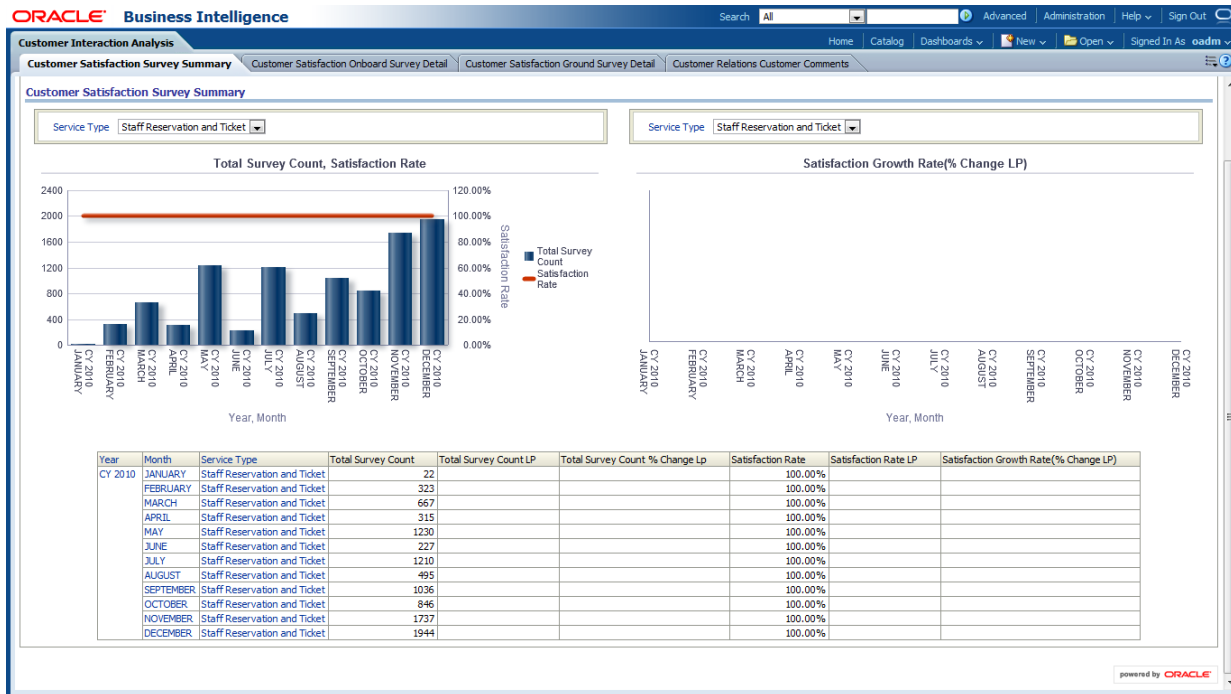 ORACLE Business Intelligence
Search All Advanced Administration Help Sign Out
Customer Interaction Analysis
Home Catalog Dashboards New Open Signed In As oadm
Customer Satisfaction Survey Summary Customer Satisfaction Onboard Survey Detail Customer Satisfaction Ground Survey Detail Customer Relations Customer Comments
Customer Satisfaction Survey Summary
Service Type Staff Reservation and Ticket
Total Survey Count, Satisfaction Rate
2400
2000
1600
1200
800
400
0
120.00%
100.00%
80.00%
60.00%
40.00%
20.00%
0.00%
Satisfaction Rate
Total Survey
Count
Satisfaction
Rate
CY 2010
JANUARY
CY 2010
FEBRUARY
CY 2010
MARCH
CY 2010
APRIL
CY 2010
MAY
CY 2010
JUNE
CY 2010
JULY
CY 2010
AUGUST
CY 2010
SEPTEMBER
CY 2010
OCTOBER
CY 2010
NOVEMBER
CY 2010
DECEMBER
Year, Month
Service Type Staff Reservation and Ticket
Satisfaction Growth Rate(% Change LP)
CY 2010
JANUARY
CY 2010
FEBRUARY
CY 2010
MARCH
CY 2010
APRIL
CY 2010
MAY
CY 2010
JUNE
CY 2010
JULY
CY 2010
AUGUST
CY 2010
SEPTEMBER
CY 2010
OCTOBER
CY 2010
NOVEMBER
CY 2010
DECEMBER
Year, Month
Year Month Service Type Total Survey Count Total Survey Count LP Total Survey Count % Change Lp Satisfaction Rate Satisfaction Rate LP Satisfaction Growth Rate(% Change LP)
CY 2010 JANUARY Staff Reservation and Ticket 22 100.00%
FEBRUARY Staff Reservation and Ticket 323 100.00%
MARCH Staff Reservation and Ticket 667 100.00%
APRIL Staff Reservation and Ticket 315 100.00%
MAY Staff Reservation and Ticket 1230 100.00%
JUNE Staff Reservation and Ticket 227 100.00%
JULY Staff Reservation and Ticket 1210 100.00%
AUGUST Staff Reservation and Ticket 495 100.00%
SEPTEMBER Staff Reservation and Ticket 1036 100.00%
OCTOBER Staff Reservation and Ticket 846 100.00%
NOVEMBER Staff Reservation and Ticket 1737 100.00%
DECEMBER Staff Reservation and Ticket 1944 100.00%
powered by ORACLE